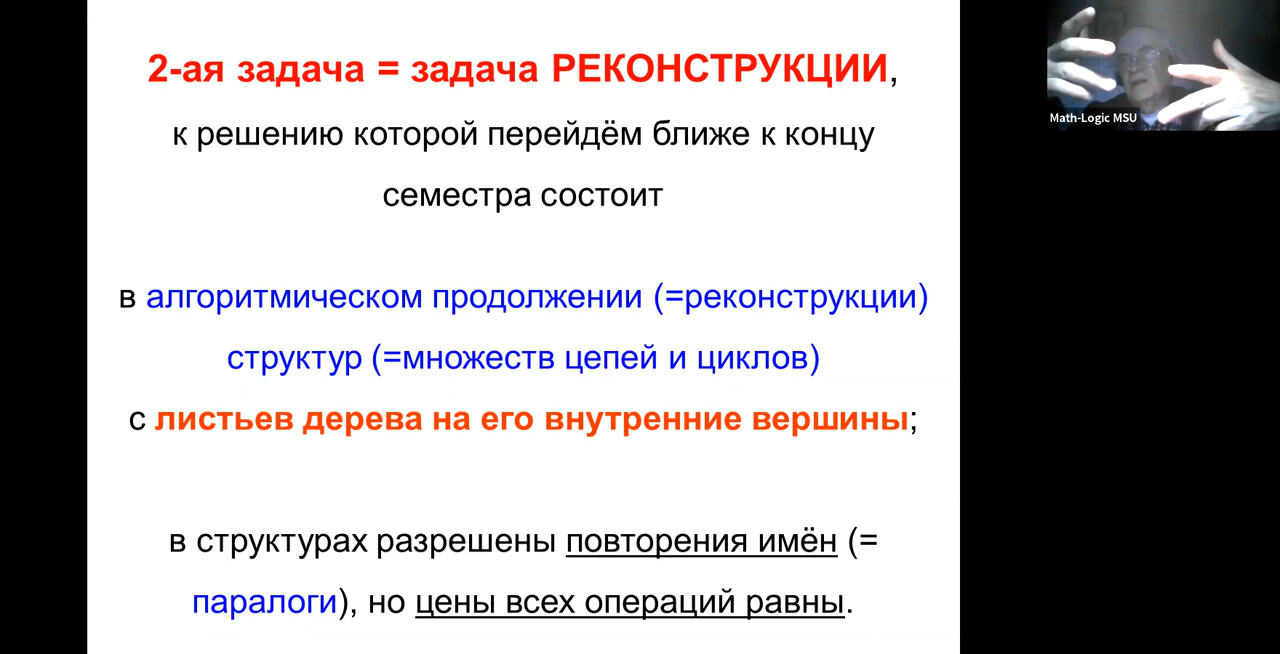 2-ая задача = задача РЕКОНСТРУКЦИИ,
к решению которой перейдём ближе к концу
семестра состоит
в алгоритмическом продолжении (=реконструкции)
структур (=множеств цепей и циклов)
с листьев дерева на его внутренние вершины;
в структурах разрешены повторения имён (=
паралоги), но цены всех операций равны.
Math-Logic MSU